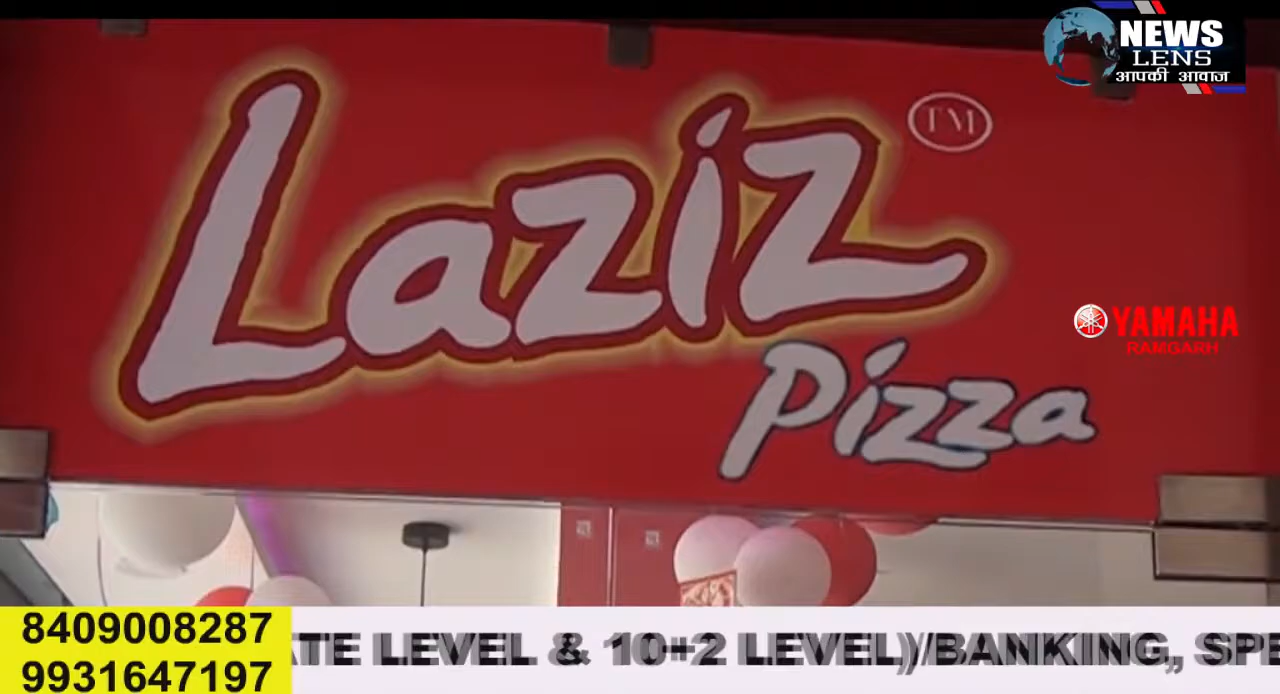 NEWS
LENS
आपकी आवाज
Laziz
TM
Pizza
YAMAHA
RAMGARH
8409008287
9931647197
ATE LEVEL & 10+2 LEVEL)/BANKING,, SPE